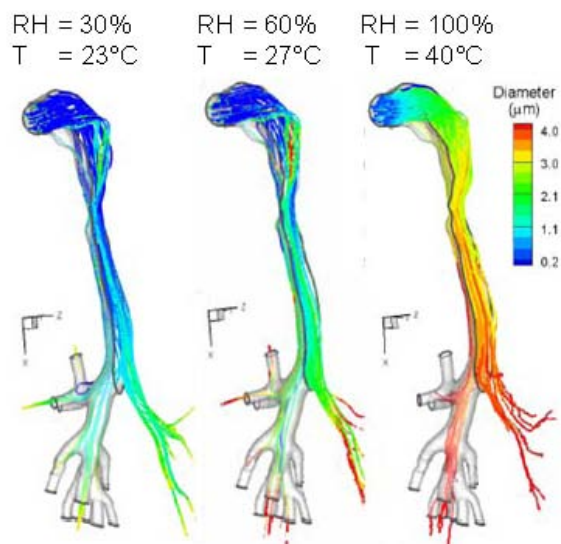 RH = 30%
T = 23°C
RH = 60%
T = 27°C
RH = 100%
T = 40°C
Diameter
(μm)
4.0
3.0
2.1
1.1
0.2
Z
X
Z
X
Z
X